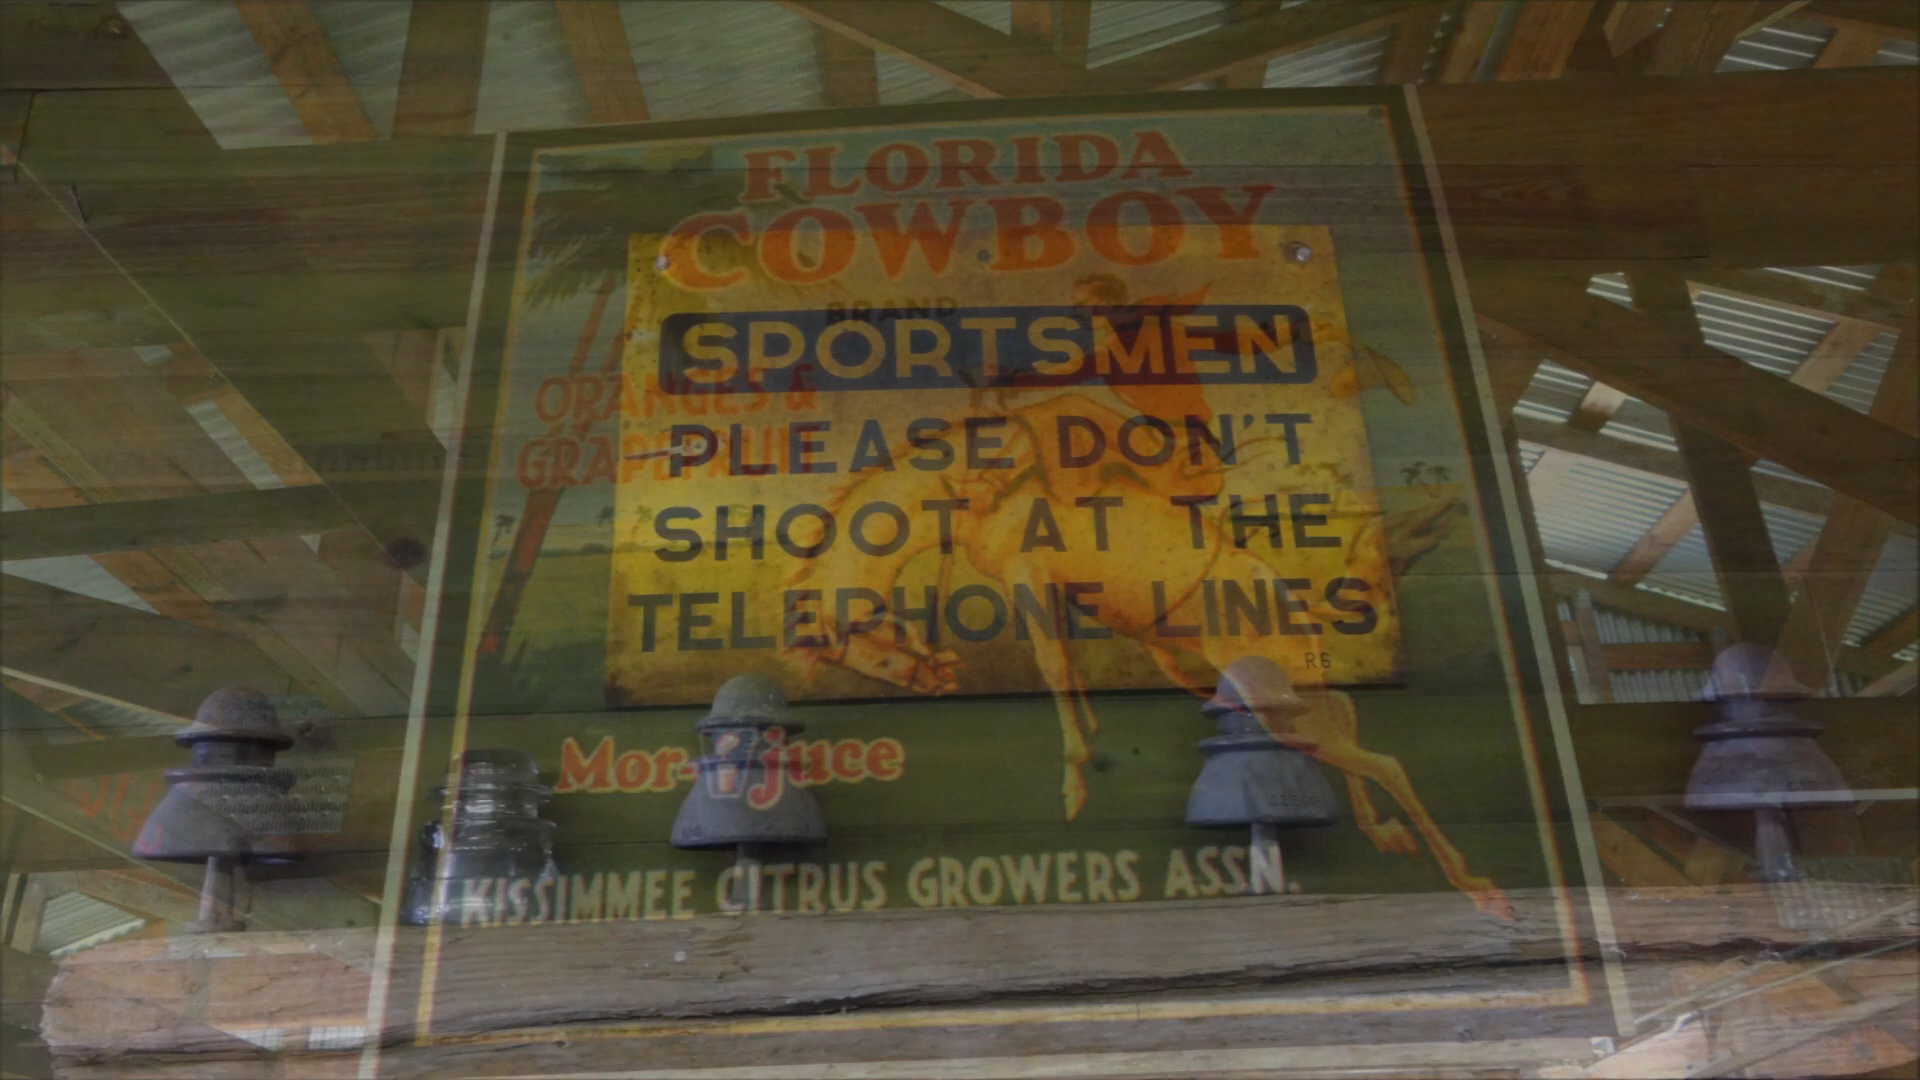 FLORIDA
COWBOY
BRAND
ORANGES &
GRAPEFRUIT
Mor-juce
KISSIMMEE CITRUS GROWERS ASSN.
SPORTSMEN
PLEASE DON'T
SHOOT AT THE
TELEPHONE LINES
R6